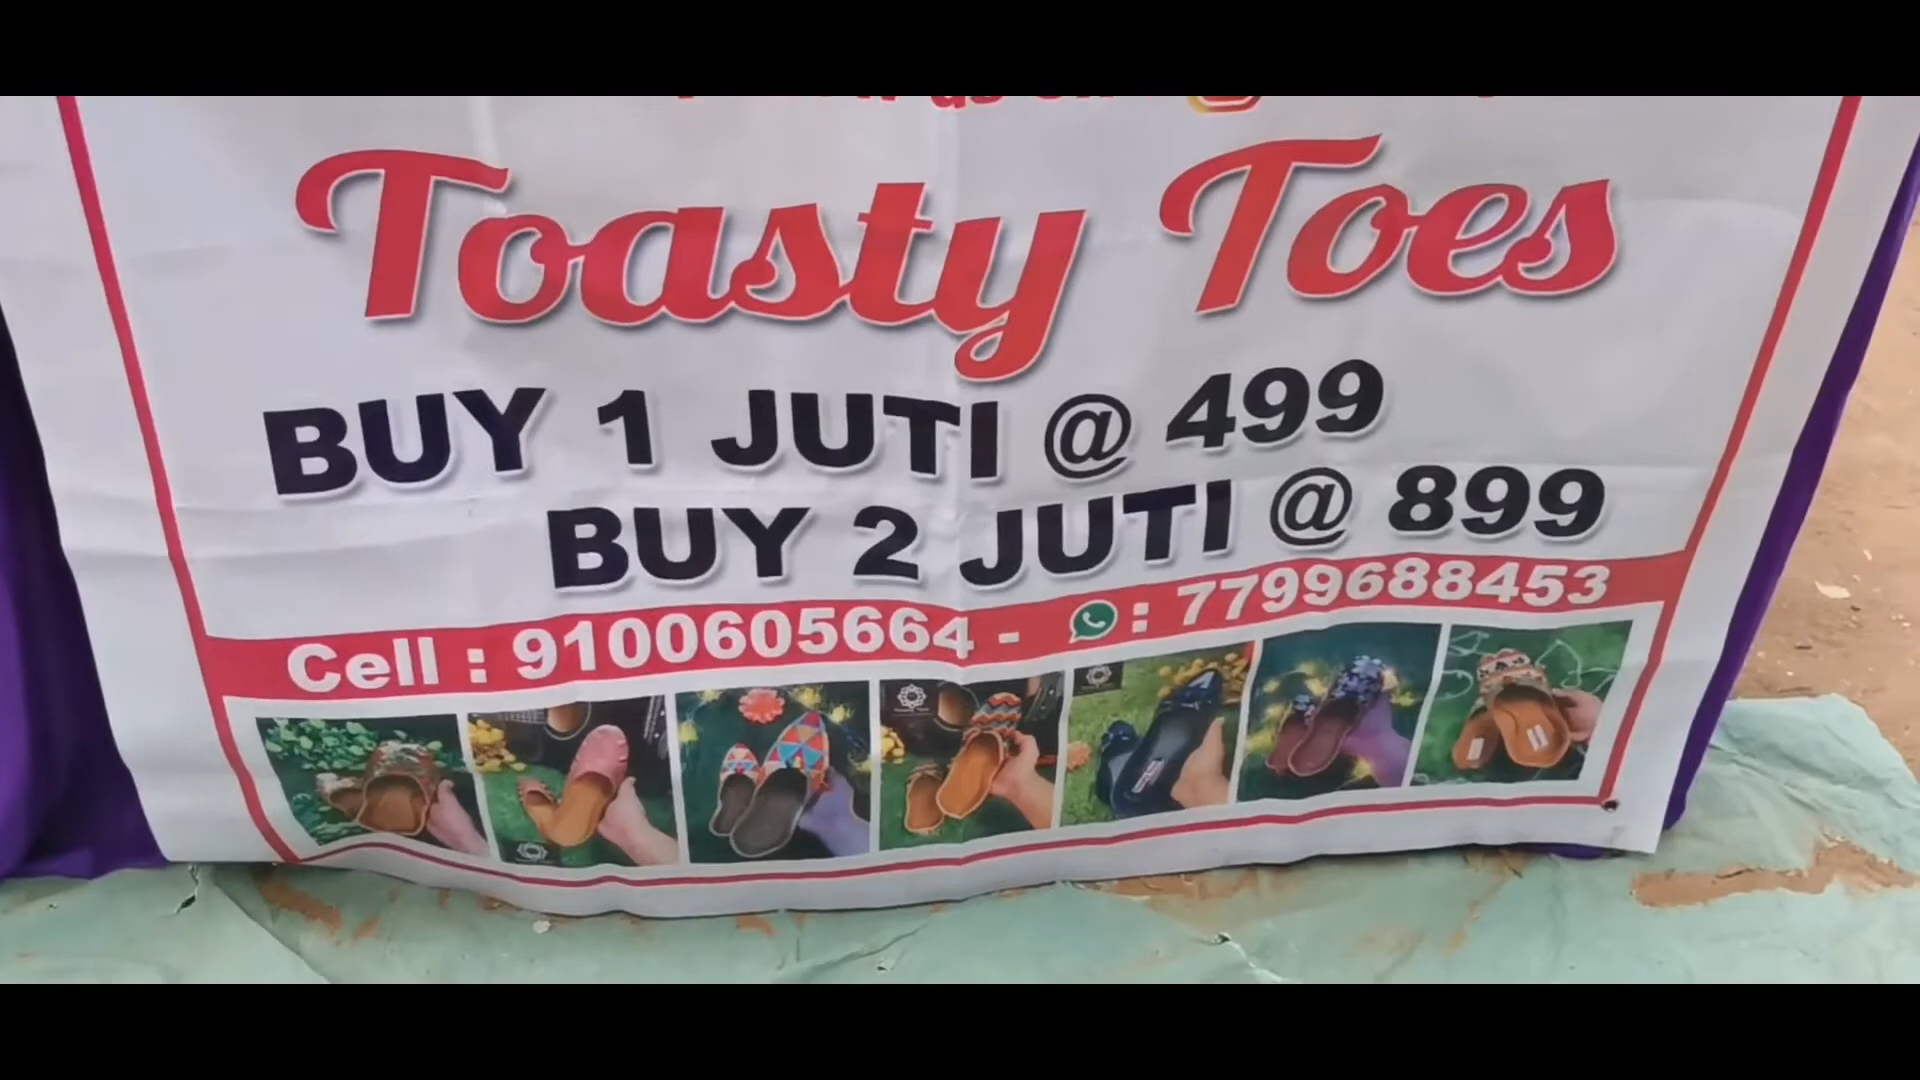 Toasty Toes
BUY 1 JUTI @ 499
BUY 2 JUTI @ 899
Cell : 9100605664 - : 7799688453